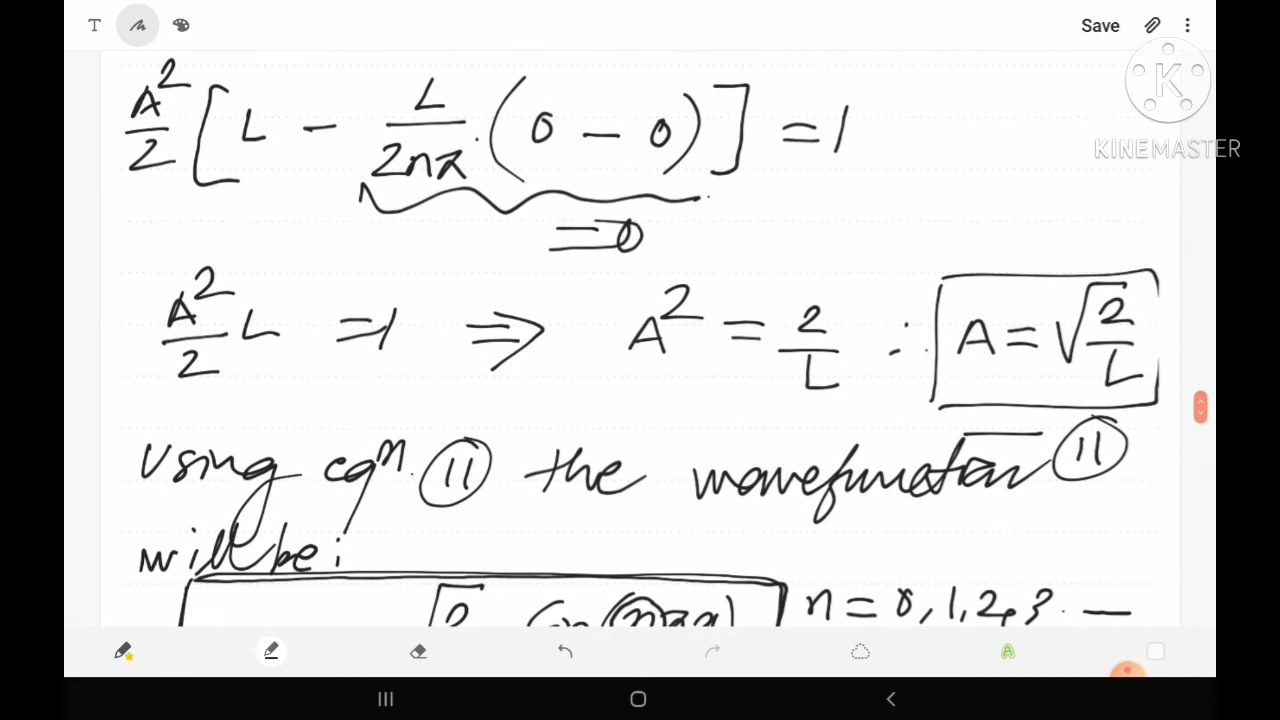 T Save
KINEMASTER
A²/2 [L - L/2nπ . (0 - 0)] = 1
= 0
A²/2 L = 1 ⇒ A² = 2/L ∴ A = √2/L
Using eqⁿ. (11) the wavefunction (11)
will be:
n = 0, 1, 2, 3 . —